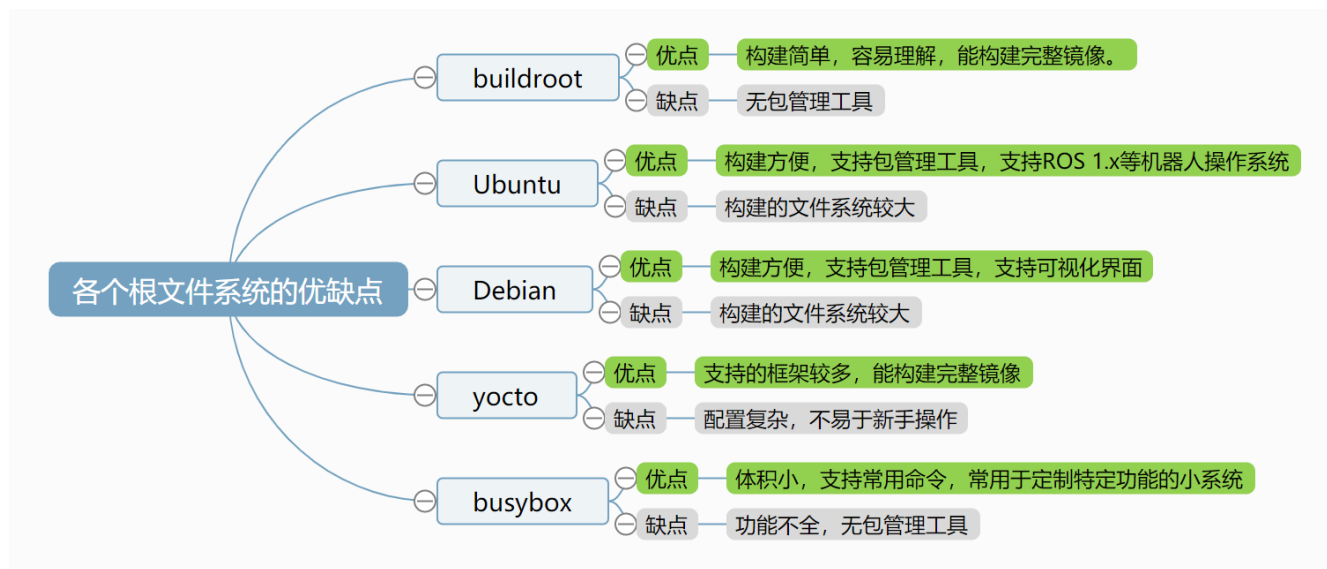 各个根文件系统的优缺点
buildroot
优点
构建简单，容易理解，能构建完整镜像。
缺点
无包管理工具
Ubuntu
优点
构建方便，支持包管理工具，支持ROS 1.x等机器人操作系统
缺点
构建的文件系统较大
Debian
优点
构建方便，支持包管理工具，支持可视化界面
缺点
构建的文件系统较大
yocto
优点
支持的框架较多，能构建完整镜像
缺点
配置复杂，不易于新手操作
busybox
优点
体积小，支持常用命令，常用于定制特定功能的小系统
缺点
功能不全，无包管理工具